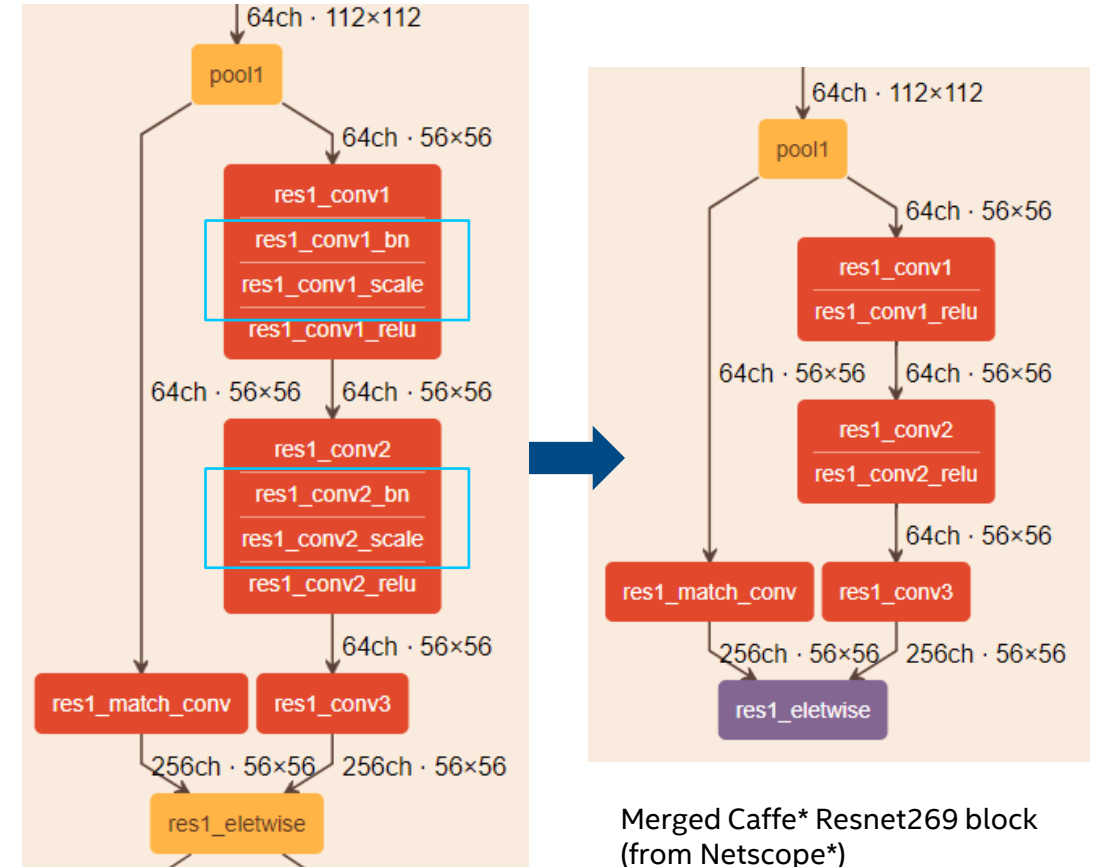 64ch · 112×112
pool1
64ch · 56×56
res1_conv1
res1_conv1_bn
res1_conv1_scale
res1_conv1_relu
64ch · 56×56
64ch · 56×56
res1_conv2
res1_conv2_bn
res1_conv2_scale
res1_conv2_relu
64ch · 56×56
res1_match_conv
res1_conv3
256ch · 56×56
256ch · 56×56
res1_eletwise
64ch · 112×112
pool1
64ch · 56×56
res1_conv1
res1_conv1_relu
64ch · 56×56
64ch · 56×56
res1_conv2
res1_conv2_relu
64ch · 56×56
res1_match_conv
res1_conv3
256ch · 56×56
256ch · 56×56
res1_eletwise
Merged Caffe* Resnet269 block
(from Netscope*)